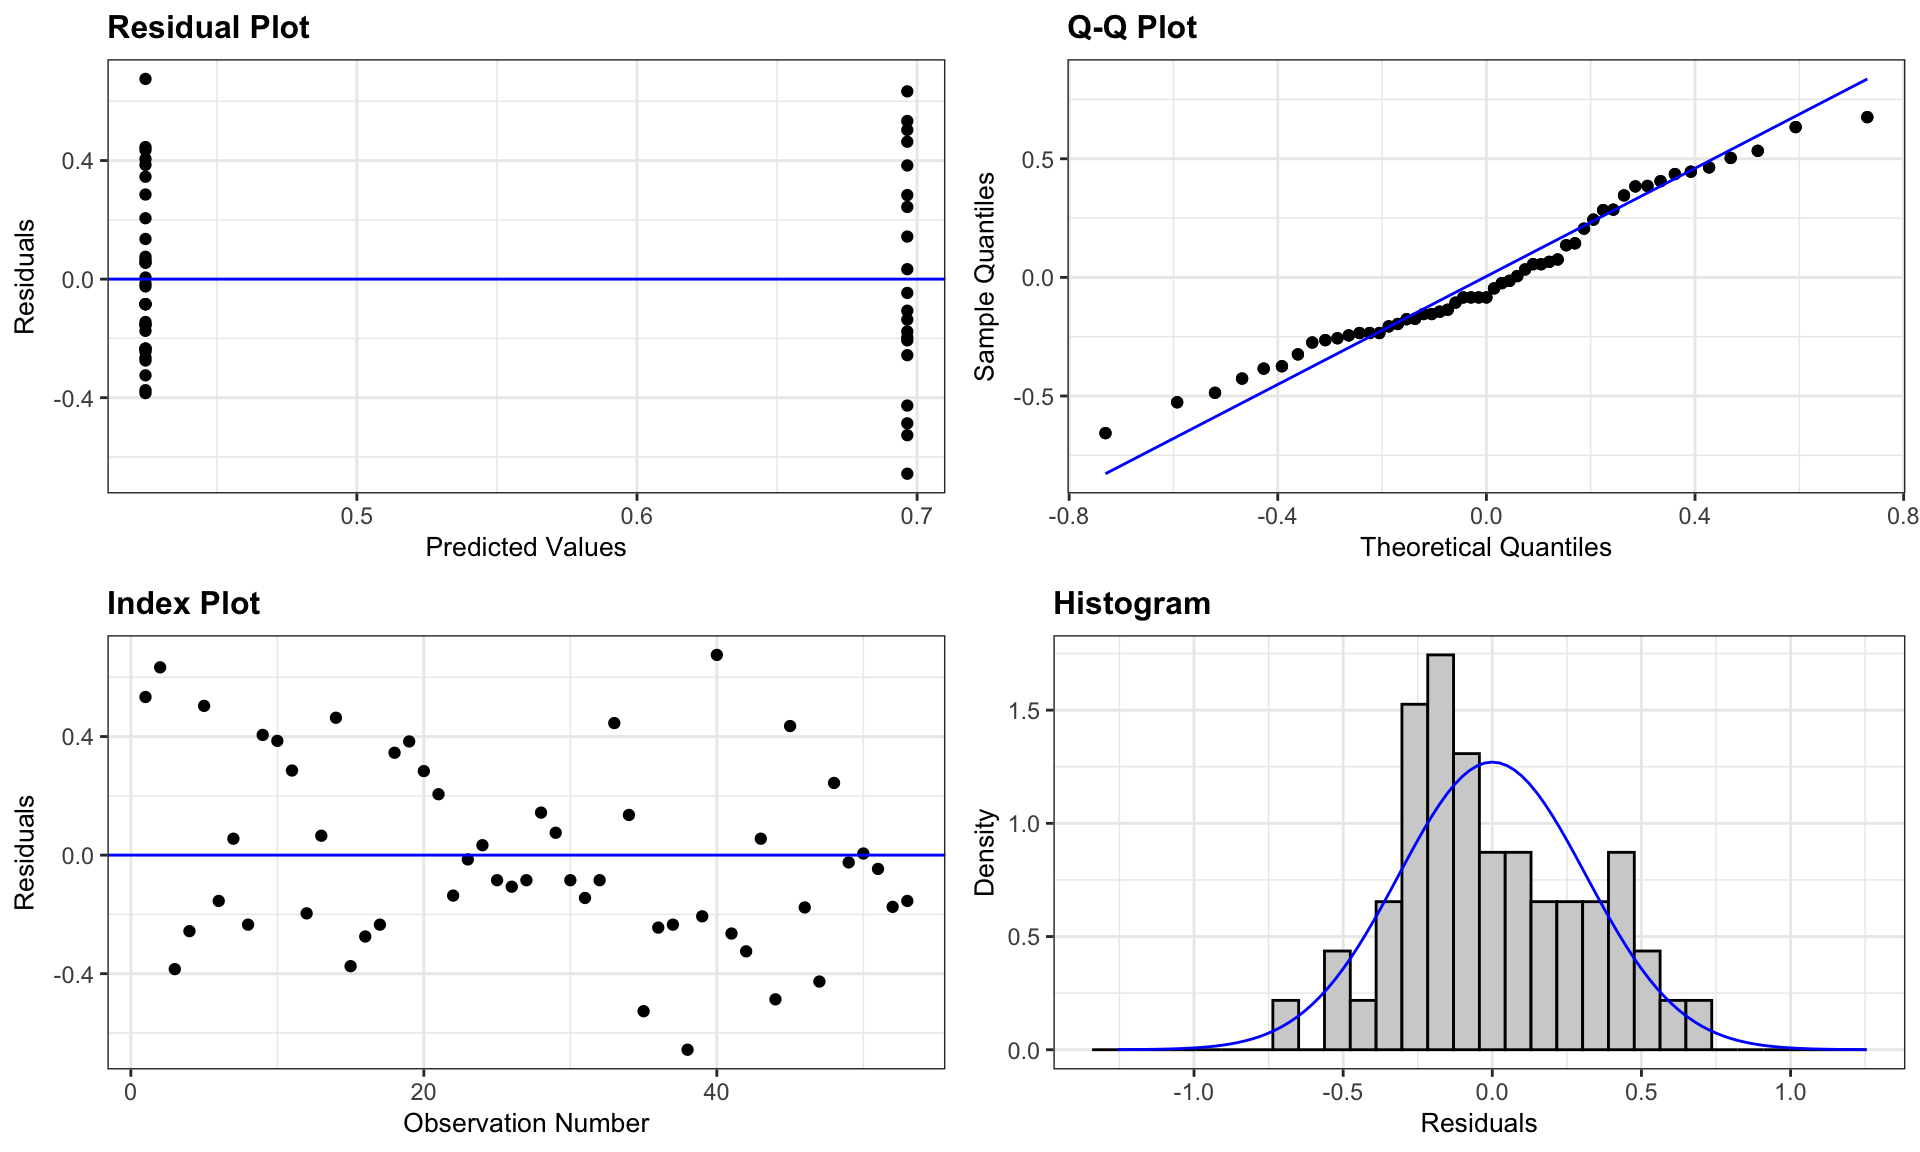 Residual Plot
Residuals
0.4
0.0
-0.4
0.5
0.6
0.7
Predicted Values
Q-Q Plot
Sample Quantiles
0.5
0.0
-0.5
-0.8
-0.4
0.0
0.4
0.8
Theoretical Quantiles
Index Plot
Residuals
0.4
0.0
-0.4
0
20
40
Observation Number
Histogram
Density
1.5
1.0
0.5
0.0
-1.0
-0.5
0.0
0.5
1.0
Residuals